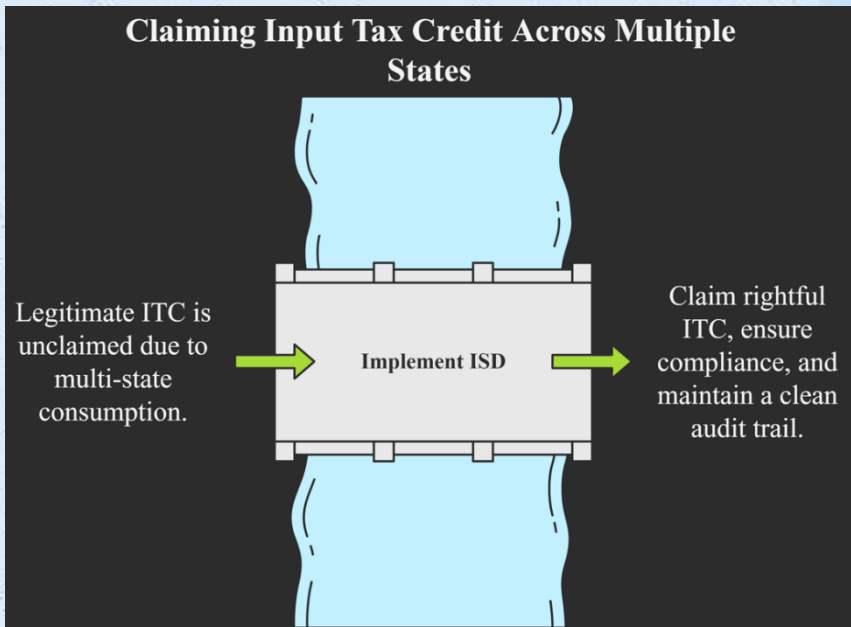 Claiming Input Tax Credit Across Multiple
States
Legitimate ITC is
unclaimed due to
multi-state
consumption.
Implement ISD
Claim rightful
ITC, ensure
compliance, and
maintain a clean
audit trail.